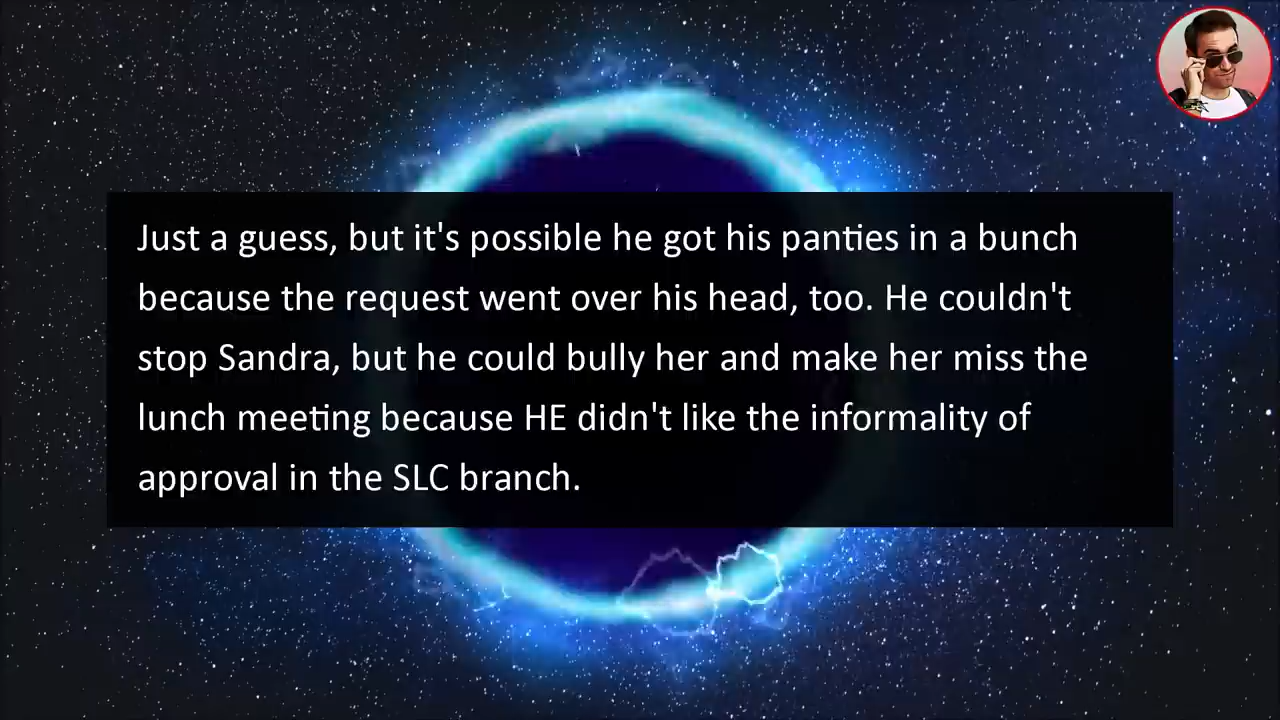 Just a guess, but it's possible he got his panties in a bunch
because the request went over his head, too. He couldn't
stop Sandra, but he could bully her and make her miss the
lunch meeting because HE didn't like the informality of
approval in the SLC branch.